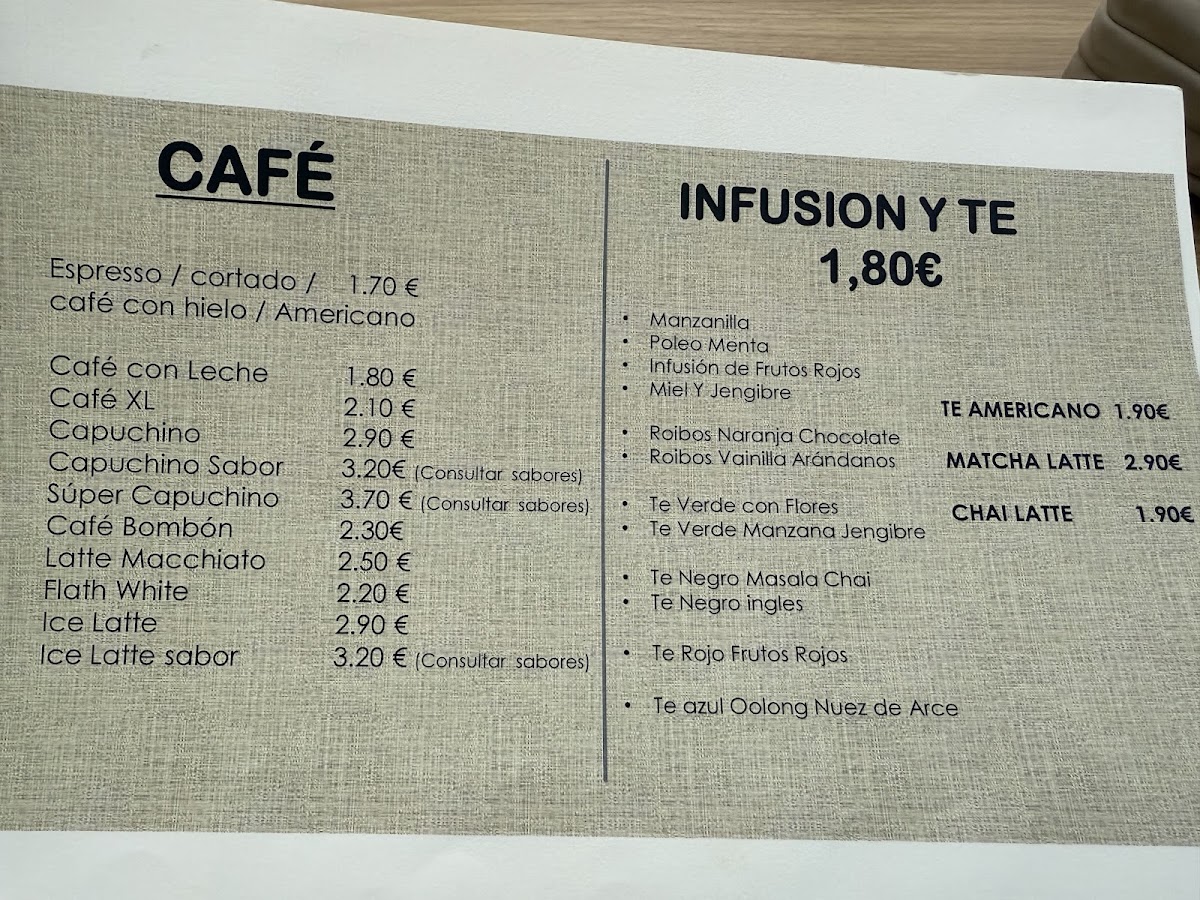 CAFÉ
Espresso / cortado / 1.70 €
café con hielo / Americano
Café con Leche 1.80 €
Café XL 2.10 €
Capuchino 2.90 €
Capuchino Sabor 3.20€ (Consultar sabores)
Súper Capuchino 3.70 € (Consultar sabores)
Café Bombón 2.30€
Latte Macchiato 2.50 €
Flath White 2.20 €
Ice Latte 2.90 €
Ice Latte sabor 3.20 € (Consultar sabores)
INFUSION Y TE
1,80€
• Manzanilla
• Poleo Menta
• Infusión de Frutos Rojos
• Miel Y Jengibre
• Roibos Naranja Chocolate
• Roibos Vainilla Arándanos
• Te Verde con Flores
• Te Verde Manzana Jengibre
• Te Negro Masala Chai
• Te Negro ingles
• Te Rojo Frutos Rojos
• Te azul Oolong Nuez de Arce
TE AMERICANO 1.90€
MATCHA LATTE 2.90€
CHAI LATTE 1.90€